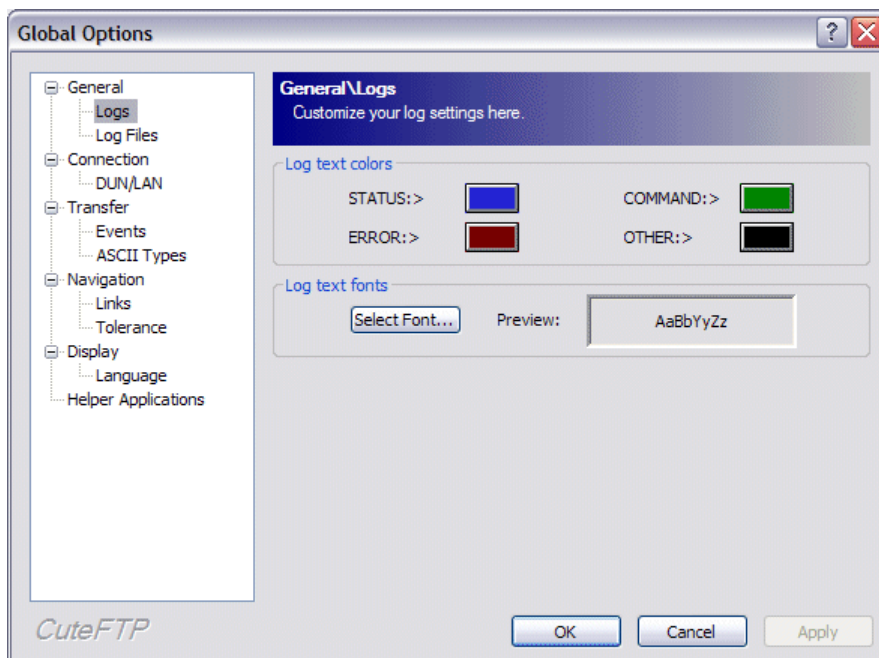 Global Options
General
Logs
Log Files
Connection
DUN/LAN
Transfer
Events
ASCII Types
Navigation
Links
Tolerance
Display
Language
Helper Applications
General\Logs
Customize your log settings here.
Log text colors
STATUS:> COMMAND:>
ERROR:> OTHER:>
Log text fonts
Select Font... Preview: AaBbYyZz
CuteFTP
OK Cancel Apply